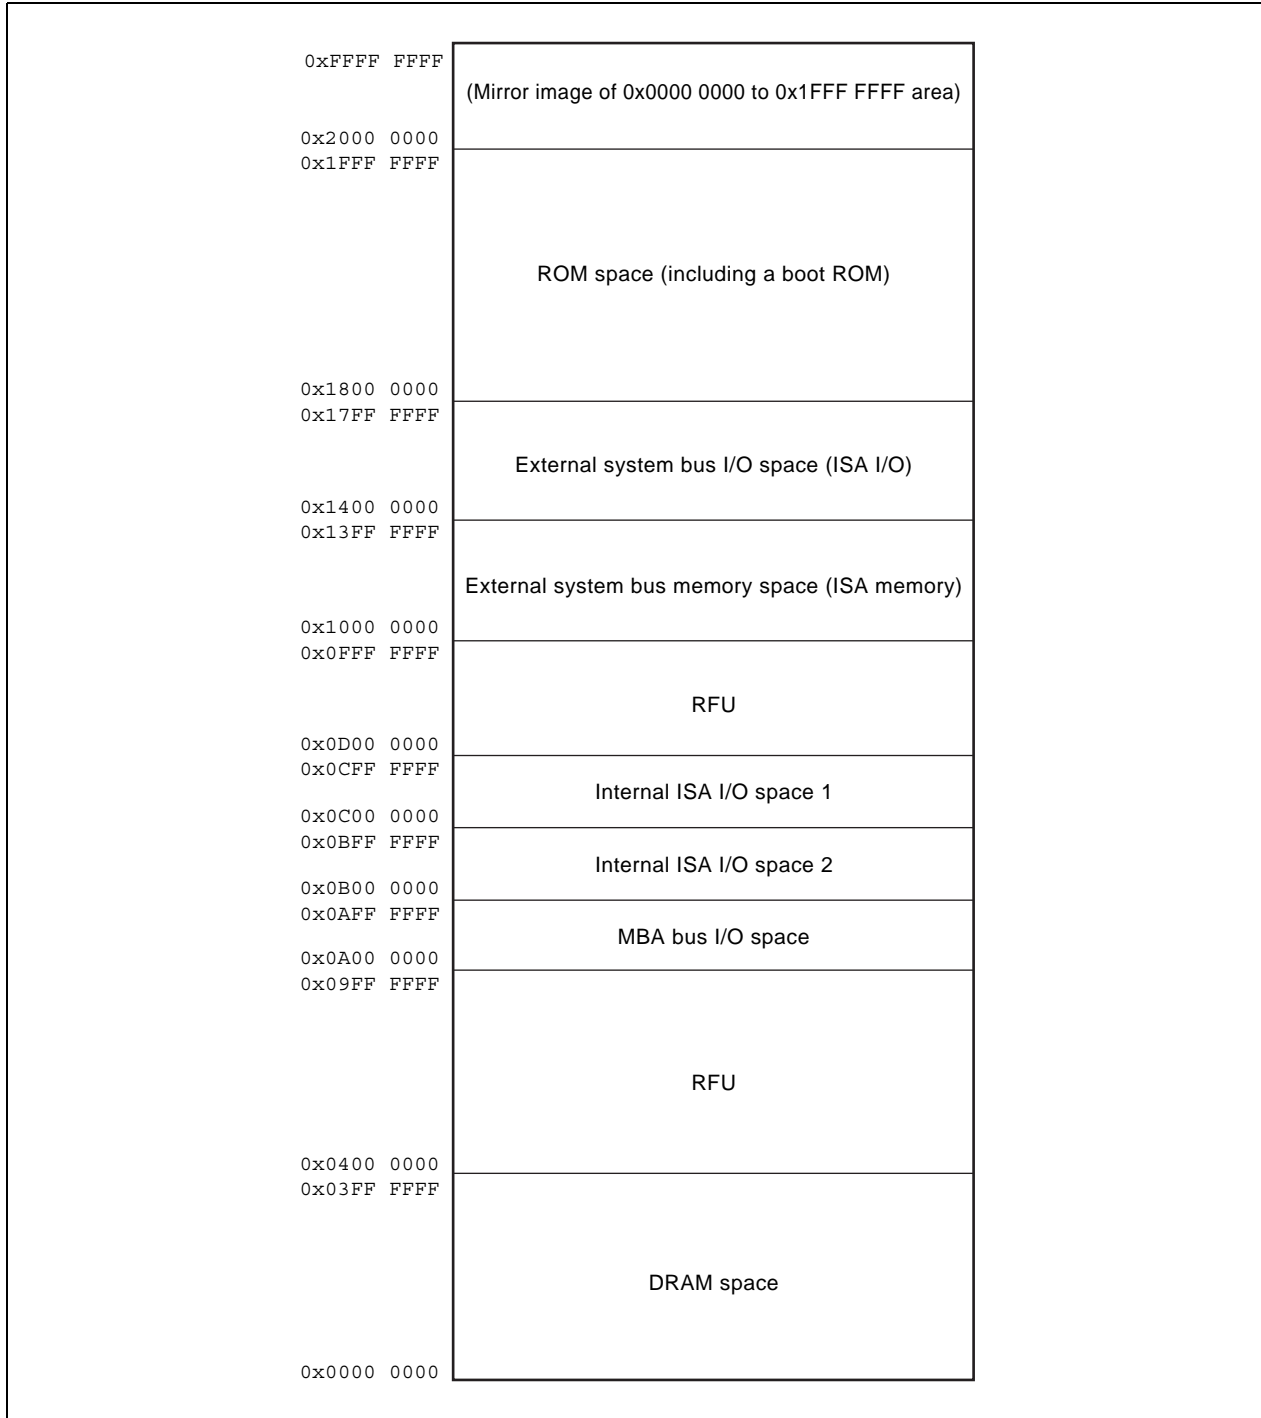 0xFFFF FFFF
(Mirror image of 0x0000 0000 to 0x1FFF FFFF area)
0x2000 0000
0x1FFF FFFF
ROM space (including a boot ROM)
0x1800 0000
0x17FF FFFF
External system bus I/O space (ISA I/O)
0x1400 0000
0x13FF FFFF
External system bus memory space (ISA memory)
0x1000 0000
0x0FFF FFFF
RFU
0x0D00 0000
0x0CFF FFFF
Internal ISA I/O space 1
0x0C00 0000
0x0BFF FFFF
Internal ISA I/O space 2
0x0B00 0000
0x0AFF FFFF
MBA bus I/O space
0x0A00 0000
0x09FF FFFF
RFU
0x0400 0000
0x03FF FFFF
DRAM space
0x0000 0000